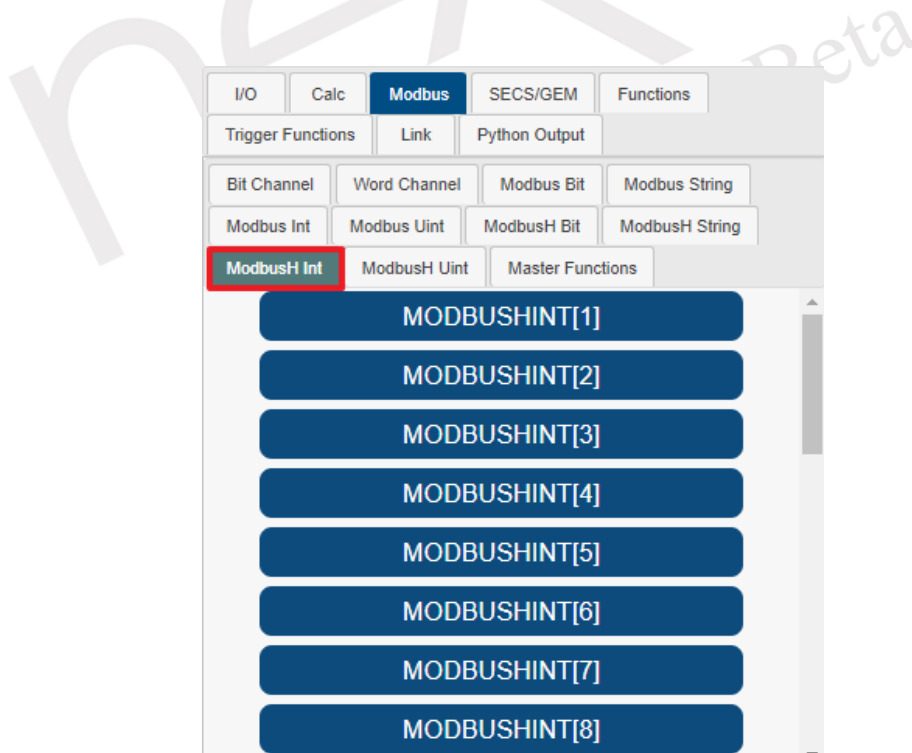 Beta
I/O Calc Modbus SECS/GEM Functions
Trigger Functions Link Python Output
Bit Channel Word Channel Modbus Bit Modbus String
Modbus Int Modbus Uint ModbusH Bit ModbusH String
ModbusH Int ModbusH Uint Master Functions
MODBUSHINT[1]
MODBUSHINT[2]
MODBUSHINT[3]
MODBUSHINT[4]
MODBUSHINT[5]
MODBUSHINT[6]
MODBUSHINT[7]
MODBUSHINT[8]